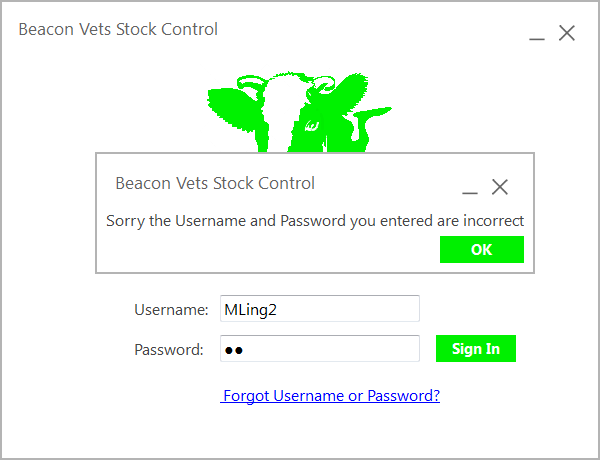 Beacon Vets Stock Control
Beacon Vets Stock Control
Sorry the Username and Password you entered are incorrect
OK
Username: MLing2
Password: ●●
Sign In
Forgot Username or Password?